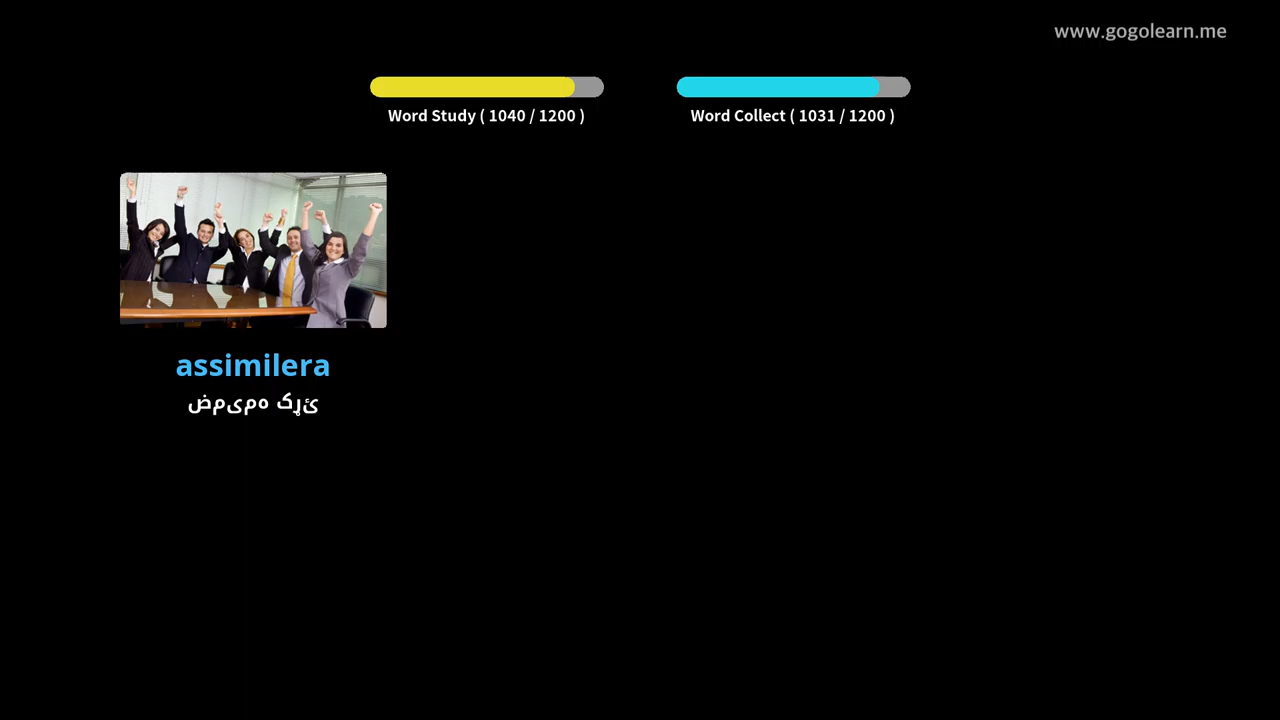 www.gogolearn.me
Word Study ( 1040 / 1200 )
Word Collect ( 1031 / 1200 )
assimilera
ضمیمه کړئ